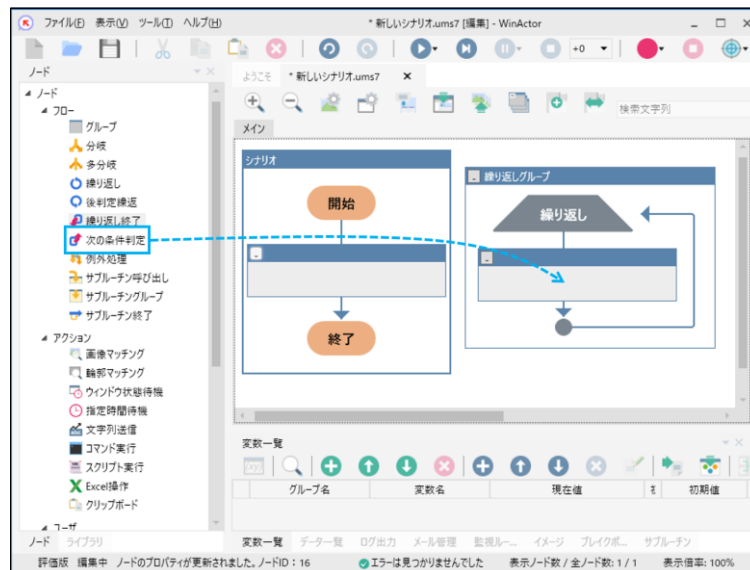 ファイル(F) 表示(V) ツール(T) ヘルプ(H)
* 新しいシナリオ.ums7 [編集] - WinActor
+0
ノード
ようこそ
* 新しいシナリオ.ums7
検索文字列
メイン
ノード
フロー
グループ
分岐
多分岐
繰り返し
後判定繰返
繰り返し終了
次の条件判定
例外処理
サブルーチン呼び出し
サブルーチングループ
サブルーチン終了
アクション
画像マッチング
輪郭マッチング
ウィンドウ状態待機
指定時間待機
文字列送信
コマンド実行
スクリプト実行
Excel操作
クリップボード
ユーザ
ノード ライブラリ
シナリオ
開始
終了
繰り返しグループ
繰り返し
変数一覧
グループ名 変数名 現在値 初期値
変数一覧 データ一覧 ログ出力 メール管理 監視ルー... イメージ ブレイクポ... サブルーチン
評価版 編集中 ノードのプロパティが更新されました。ノードID：16 エラーは見つかりませんでした 表示ノード数 / 全ノード数: 1 / 1 表示倍率: 100%